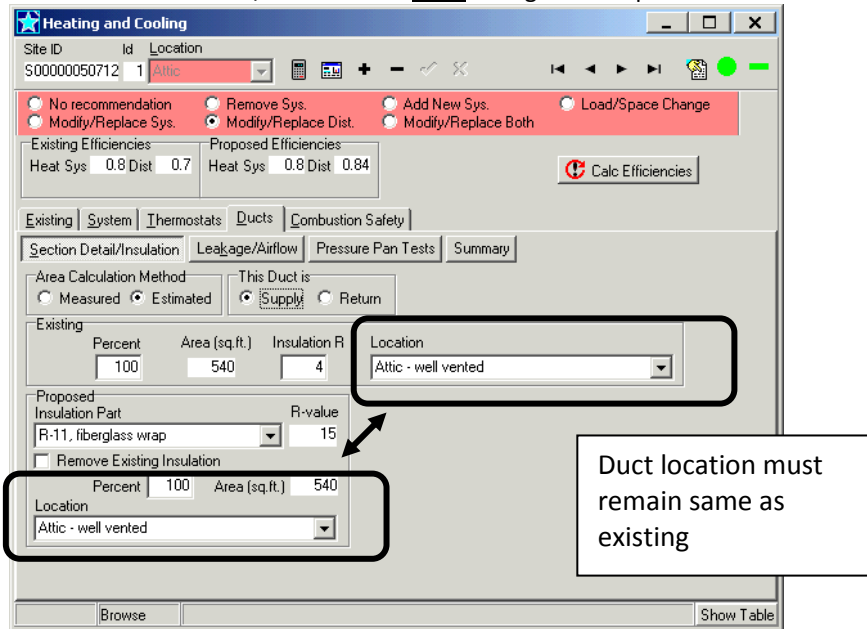 Heating and Cooling
Site ID Id Location
S00000050712 1 Attic
No recommendation Remove Sys. Add New Sys. Load/Space Change
Modify/Replace Sys. Modify/Replace Dist. Modify/Replace Both
Existing Efficiencies Proposed Efficiencies
Heat Sys 0.8 Dist 0.7 Heat Sys 0.8 Dist 0.84 Calc Efficiencies
Existing System Thermostats Ducts Combustion Safety
Section Detail/Insulation Leakage/Airflow Pressure Pan Tests Summary
Area Calculation Method This Duct is
Measured Estimated Supply Return
Existing
Percent Area (sq.ft.) Insulation R Location
100 540 4 Attic - well vented
Proposed
Insulation Part R-value
R-11, fiberglass wrap 15
Remove Existing Insulation
Percent 100 Area (sq.ft.) 540
Location
Attic - well vented
Duct location must
remain same as
existing
Browse Show Table